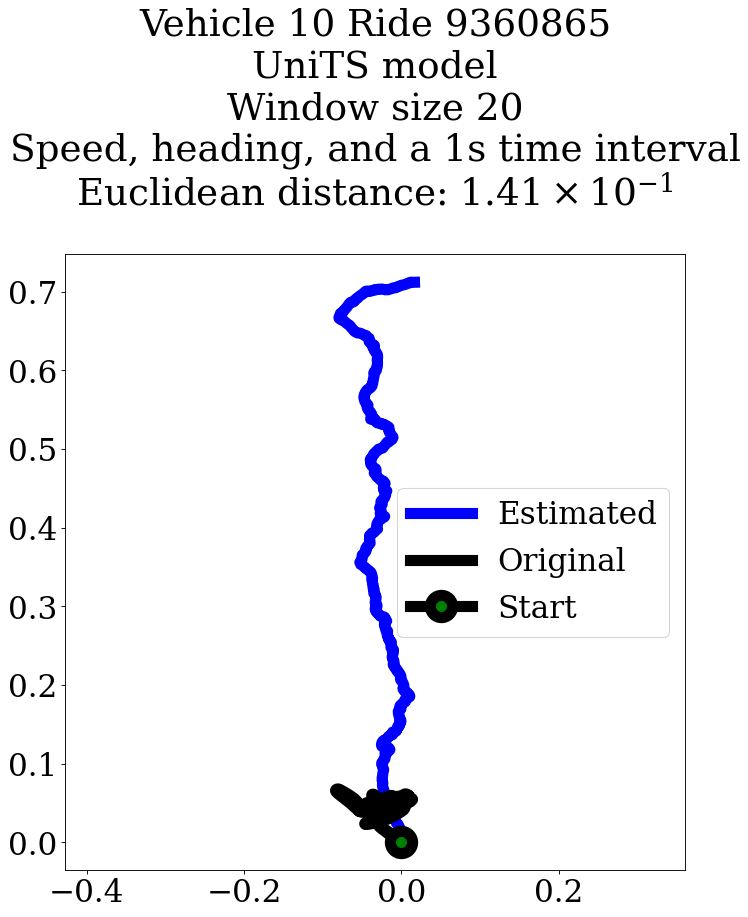 Vehicle 10 Ride 9360865
UniTS model
Window size 20
Speed, heading, and a 1s time interval
Euclidean distance: 1.41 × 10⁻¹
0.7
0.6
0.5
0.4
0.3
0.2
0.1
0.0
Estimated
Original
Start
−0.4 −0.2 0.0 0.2